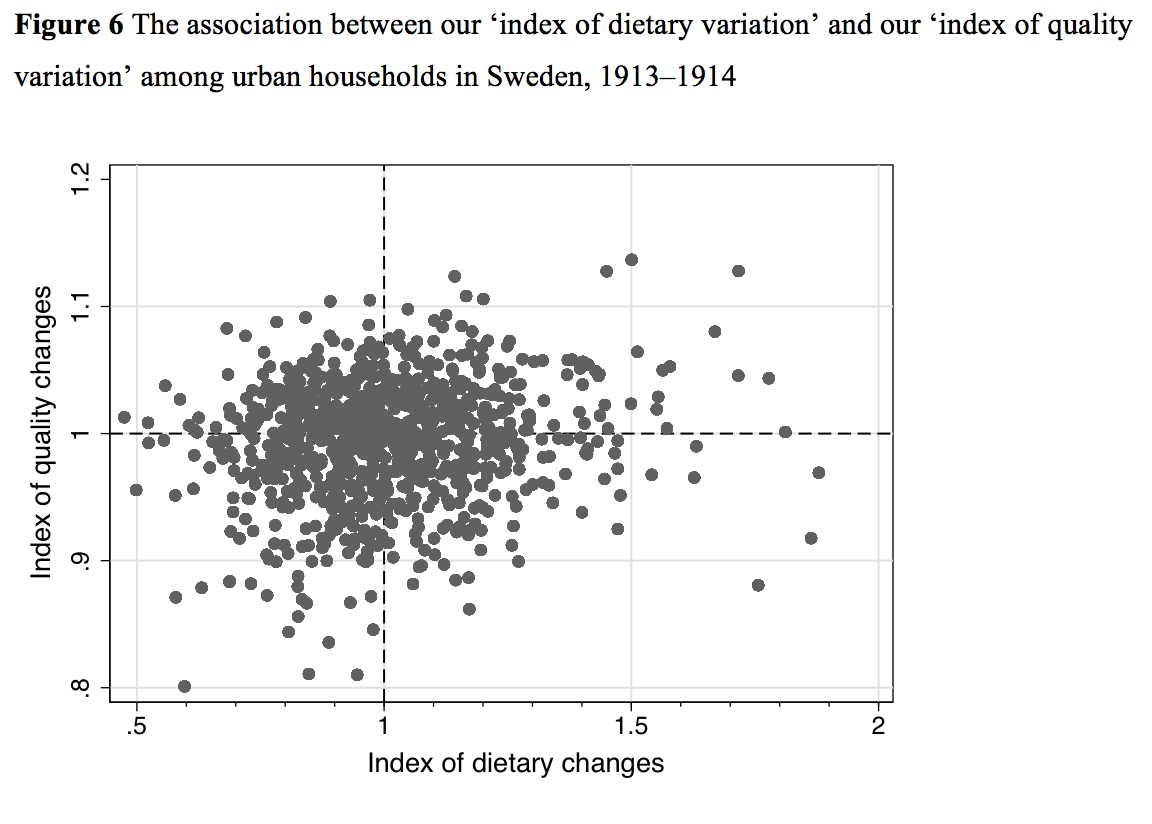 Figure 6 The association between our ‘index of dietary variation’ and our ‘index of quality
variation’ among urban households in Sweden, 1913–1914
1.2
1.1
1
.9
.8
Index of quality changes
.5 1 1.5 2
Index of dietary changes